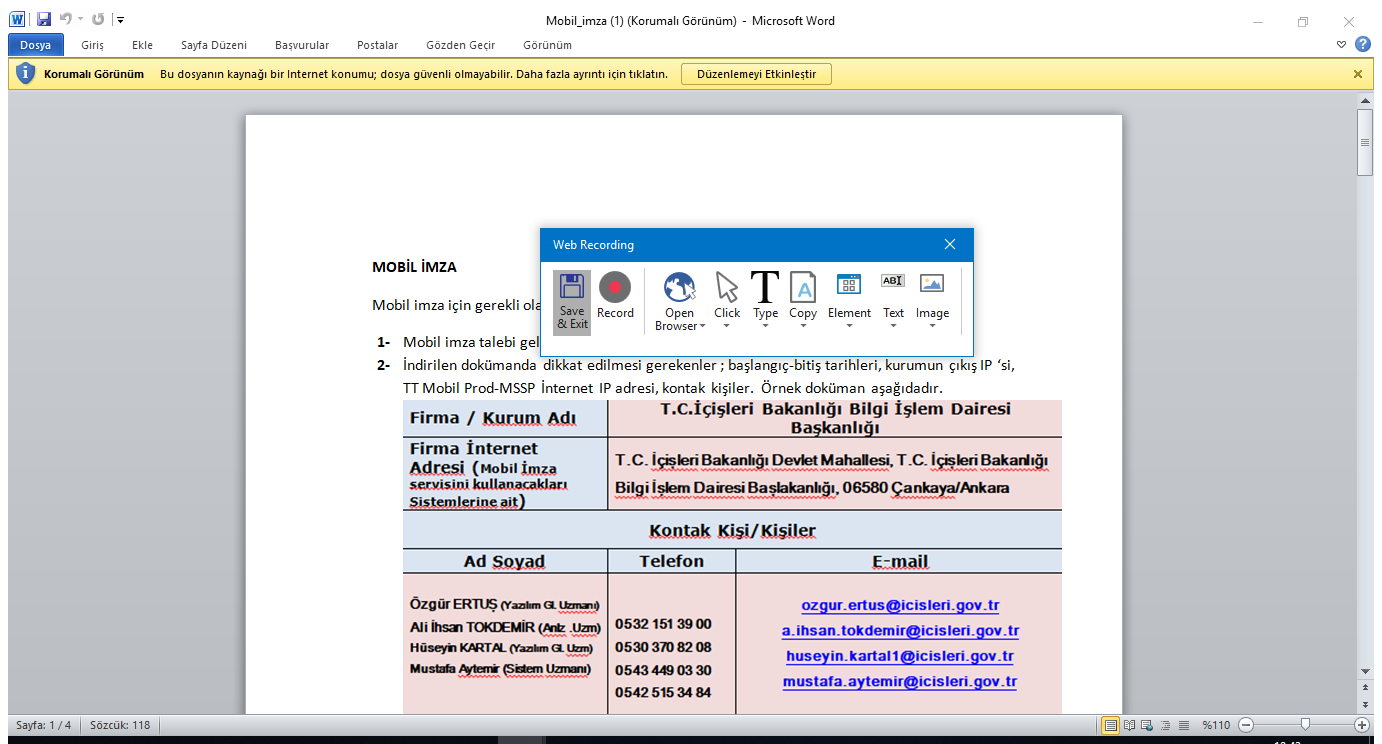 Mobil_imza (1) (Korumalı Görünüm) - Microsoft Word
Dosya Giriş Ekle Sayfa Düzeni Başvurular Postalar Gözden Geçir Görünüm
Korumalı Görünüm Bu dosyanın kaynağı bir Internet konumu; dosya güvenli olmayabilir. Daha fazla ayrıntı için tıklatın. Düzenlemeyi Etkinleştir
Web Recording
Save & Exit
Record
Open Browser
Click
Type
Copy
Element
Text
Image
MOBİL İMZA
Mobil imza için gerekli ola
1- Mobil imza talebi gel
2- İndirilen dokümanda dikkat edilmesi gerekenler ; başlangıç-bitiş tarihleri, kurumun çıkış IP ‘si,
TT Mobil Prod-MSSP İnternet IP adresi, kontak kişiler. Örnek doküman aşağıdadır.
Firma / Kurum Adı
T.C.İçişleri Bakanlığı Bilgi İşlem Dairesi
Başkanlığı
Firma İnternet
Adresi (Mobil İmza
servisini kullanacakları
Sistemlerine ait)
T.C. İçişleri Bakanlığı Devlet Mahallesi, T.C. İçişleri Bakanlığı
Bilgi İşlem Dairesi Başlakanlığı, 06580 Çankaya/Ankara
Kontak Kişi/Kişiler
Ad Soyad Telefon E-mail
Özgür ERTUŞ (Yazılım Gl. Uzmanı)
Ali İhsan TOKDEMİR (Anlz .Uzm)
Hüseyin KARTAL (Yazılım Gl. Uzm)
Mustafa Aytemir (Sistem Uzmanı)
0532 151 39 00
0530 370 82 08
0543 449 03 30
0542 515 34 84
ozgur.ertus@icisleri.gov.tr
a.ihsan.tokdemir@icisleri.gov.tr
huseyin.kartal1@icisleri.gov.tr
mustafa.aytemir@icisleri.gov.tr
Sayfa: 1 / 4 Sözcük: 118 %110